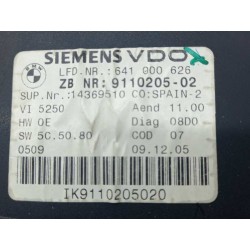 SIEMENS VDO
LFD.-NR.: 641 000 626
ZB NR: 9110205-02
SUP.Nr:14369510 CO:SPAIN-2
VI 5250 Aend 11.00
HW 0E Diag 08D0
SW 5C.50.80 COD 07
0509 09.12.05
IK9110205020